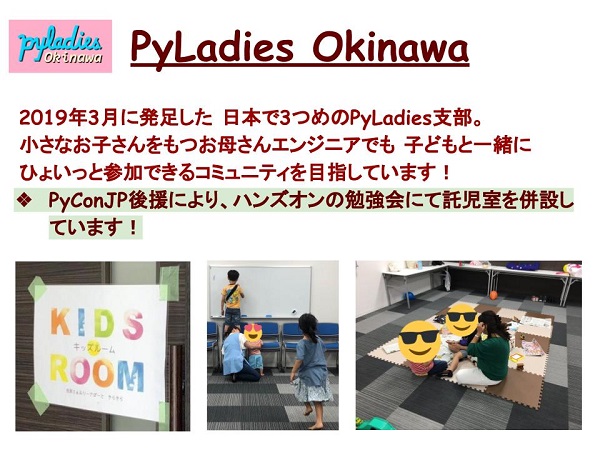 pyladies
Okinawa
PyLadies Okinawa
2019年3月に発足した 日本で3つめのPyLadies支部。
小さなお子さんをもつお母さんエンジニアでも 子どもと一緒に
ひょいっと参加できるコミュニティを目指しています！
❖ PyConJP後援により、ハンズオンの勉強会にて託児室を併設し
ています！
KIDS
キッズルーム
ROOM